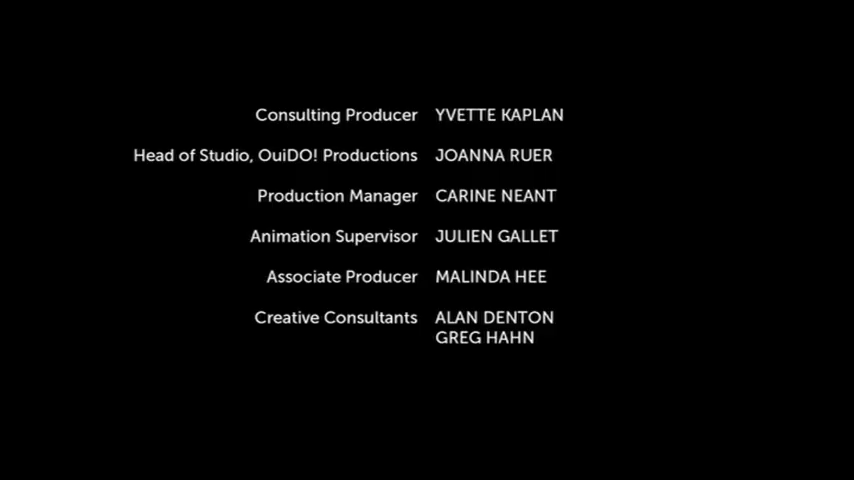 Consulting Producer YVETTE KAPLAN
Head of Studio, OuiDO! Productions JOANNA RUER
Production Manager CARINE NEANT
Animation Supervisor JULIEN GALLET
Associate Producer MALINDA HEE
Creative Consultants ALAN DENTON
GREG HAHN